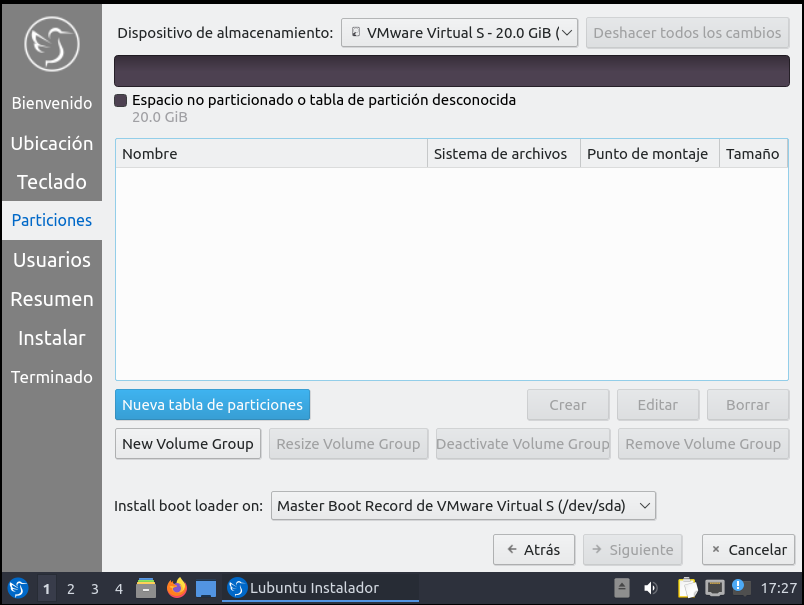 Dispositivo de almacenamiento: VMware Virtual S - 20.0 GiB ( Deshacer todos los cambios
Espacio no particionado o tabla de partición desconocida
20.0 GiB
Bienvenido
Ubicación
Teclado
Particiones
Usuarios
Resumen
Instalar
Terminado
Nombre Sistema de archivos Punto de montaje Tamaño
Nueva tabla de particiones Crear Editar Borrar
New Volume Group Resize Volume Group Deactivate Volume Group Remove Volume Group
Install boot loader on: Master Boot Record de VMware Virtual S (/dev/sda)
Atrás Siguiente Cancelar
1 2 3 4 Lubuntu Instalador 17:27